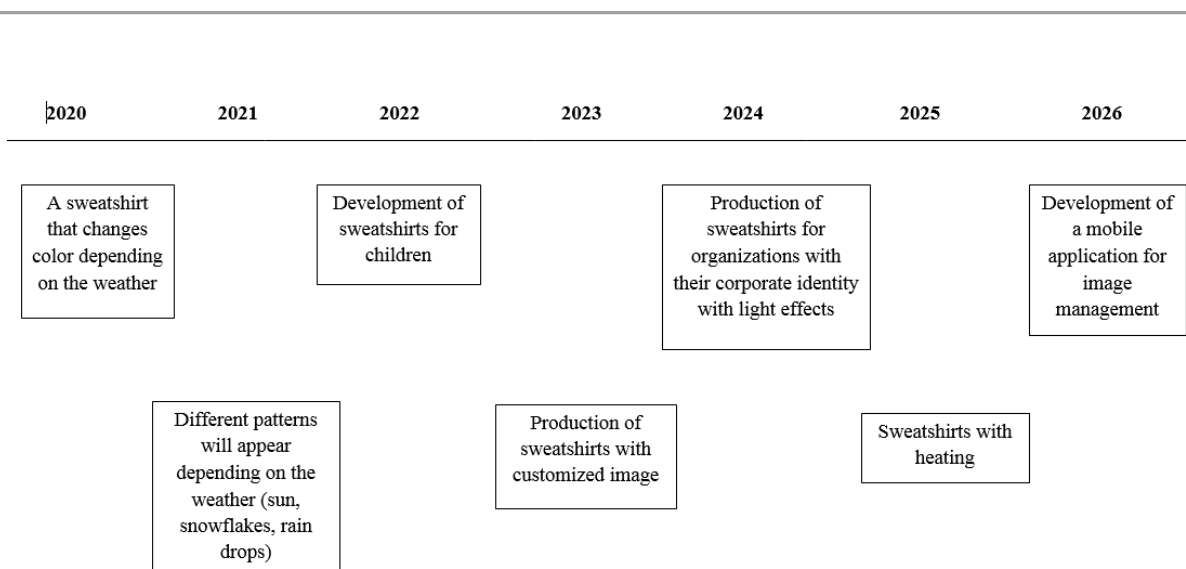 2020 2021 2022 2023 2024 2025 2026
A sweatshirt
that changes
color depending
on the weather
Development of
sweatshirts for
children
Production of
sweatshirts for
organizations with
their corporate identity
with light effects
Development of
a mobile
application for
image
management
Different patterns
will appear
depending on the
weather (sun,
snowflakes, rain
drops)
Production of
sweatshirts with
customized image
Sweatshirts with
heating